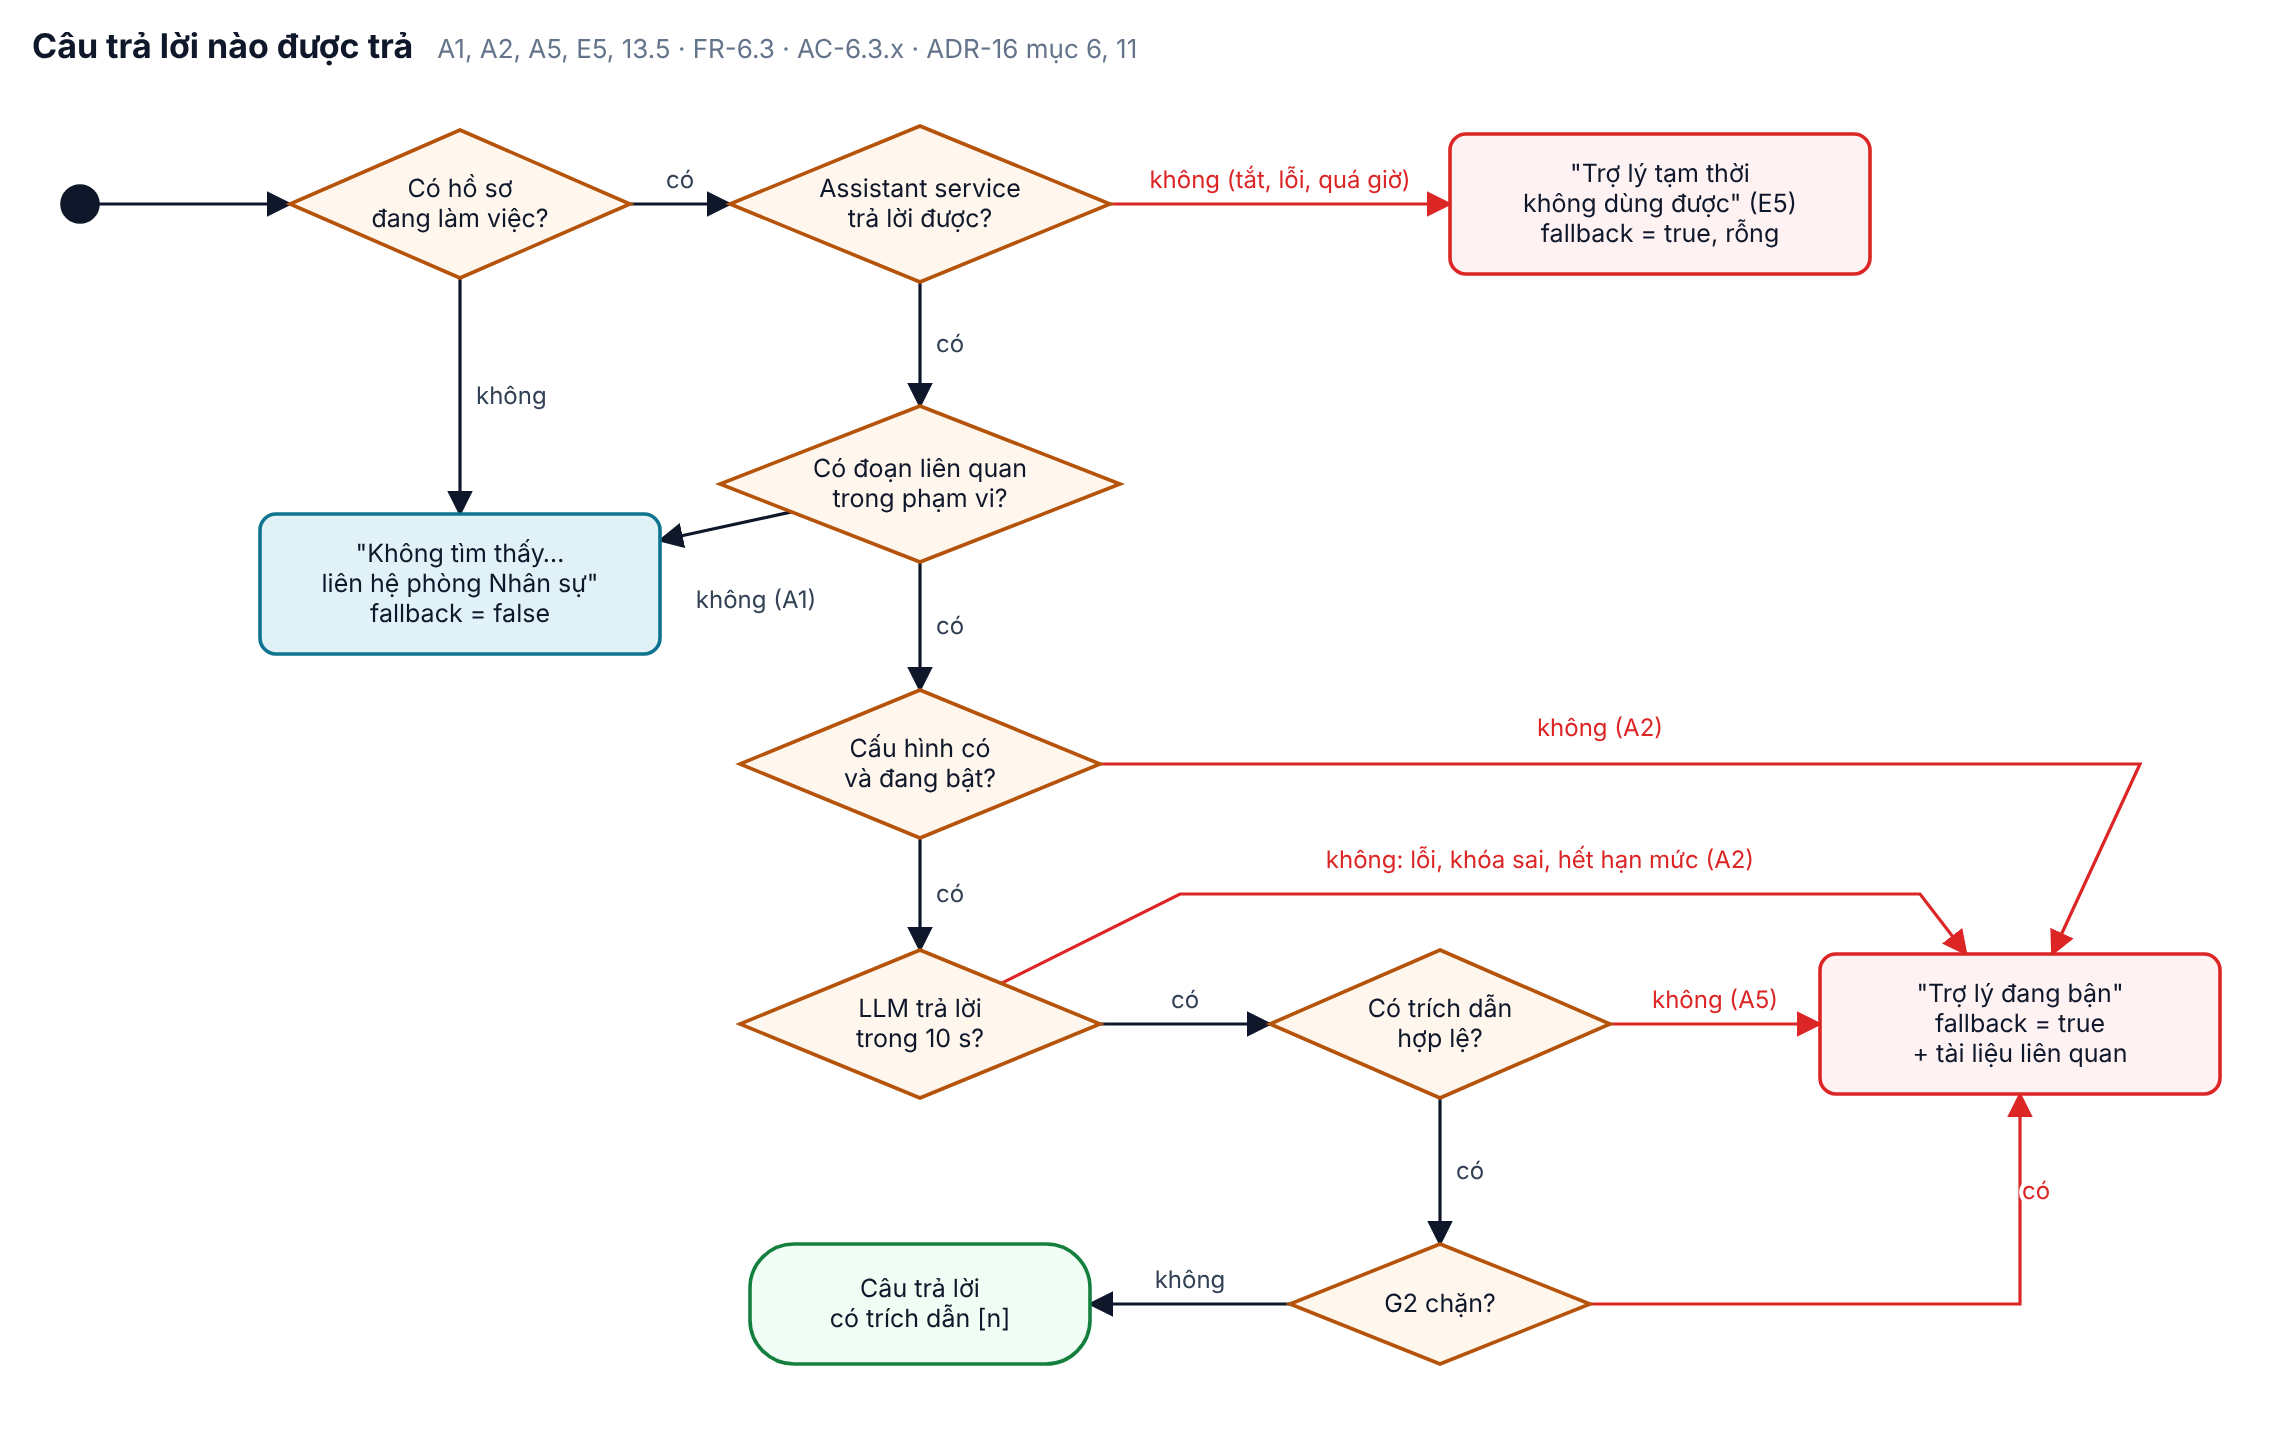 Câu trả lời nào được trả A1, A2, A5, E5, 13.5 · FR-6.3 · AC-6.3.x · ADR-16 mục 6, 11
Có hồ sơ
đang làm việc?
có
Assistant service
trả lời được?
không (tắt, lỗi, quá giờ)
"Trợ lý tạm thời
không dùng được" (E5)
fallback = true, rỗng
có
không
Có đoạn liên quan
trong phạm vi?
"Không tìm thấy...
liên hệ phòng Nhân sự"
fallback = false
không (A1)
có
Cấu hình có
và đang bật?
không (A2)
không: lỗi, khóa sai, hết hạn mức (A2)
có
LLM trả lời
trong 10 s?
có
Có trích dẫn
hợp lệ?
không (A5)
"Trợ lý đang bận"
fallback = true
+ tài liệu liên quan
có
có
Câu trả lời
có trích dẫn [n]
không
G2 chặn?